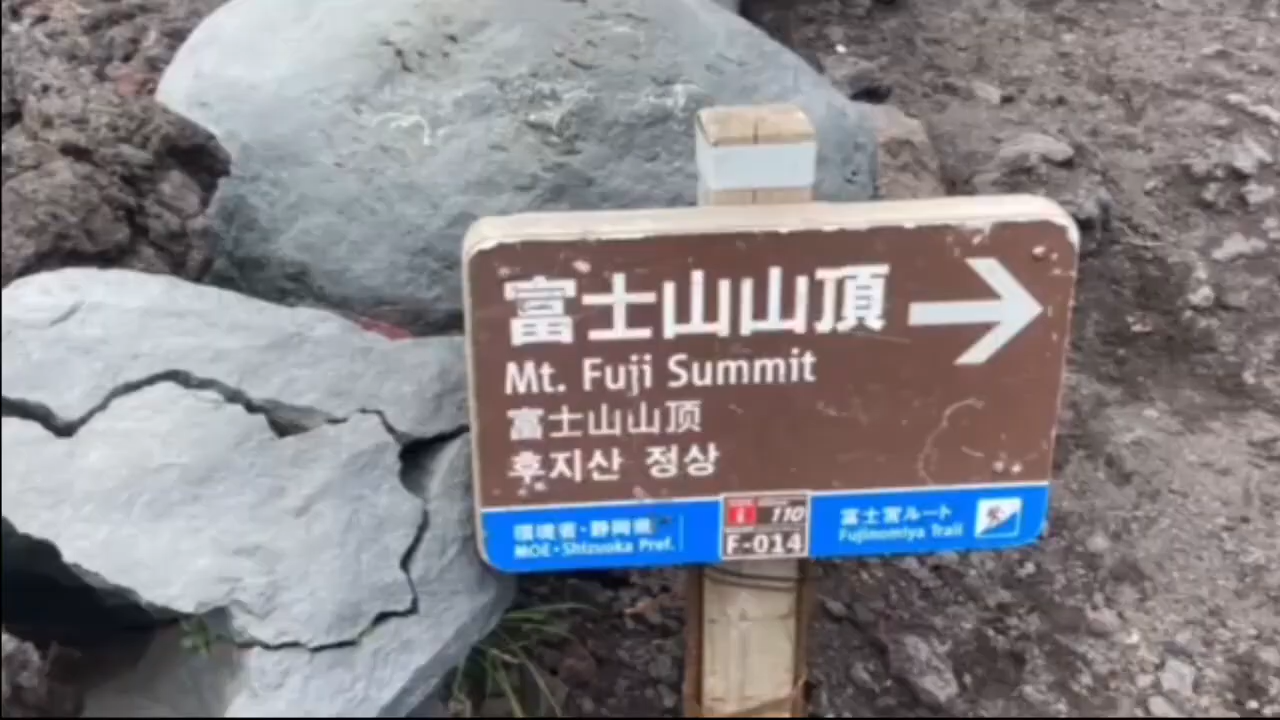 富士山山頂 →
Mt. Fuji Summit
富士山山顶
후지산 정상
環境省・静岡県
MOE・Shizuoka Pref.
110
F-014
富士宮ルート
Fujinomiya Trail